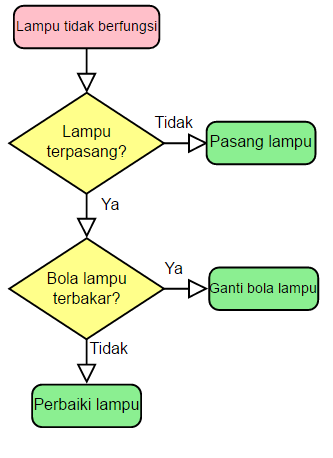 Lampu tidak berfungsi
Lampu
terpasang?
Tidak
Pasang lampu
Ya
Bola lampu
terbakar?
Ya
Ganti bola lampu
Tidak
Perbaiki lampu